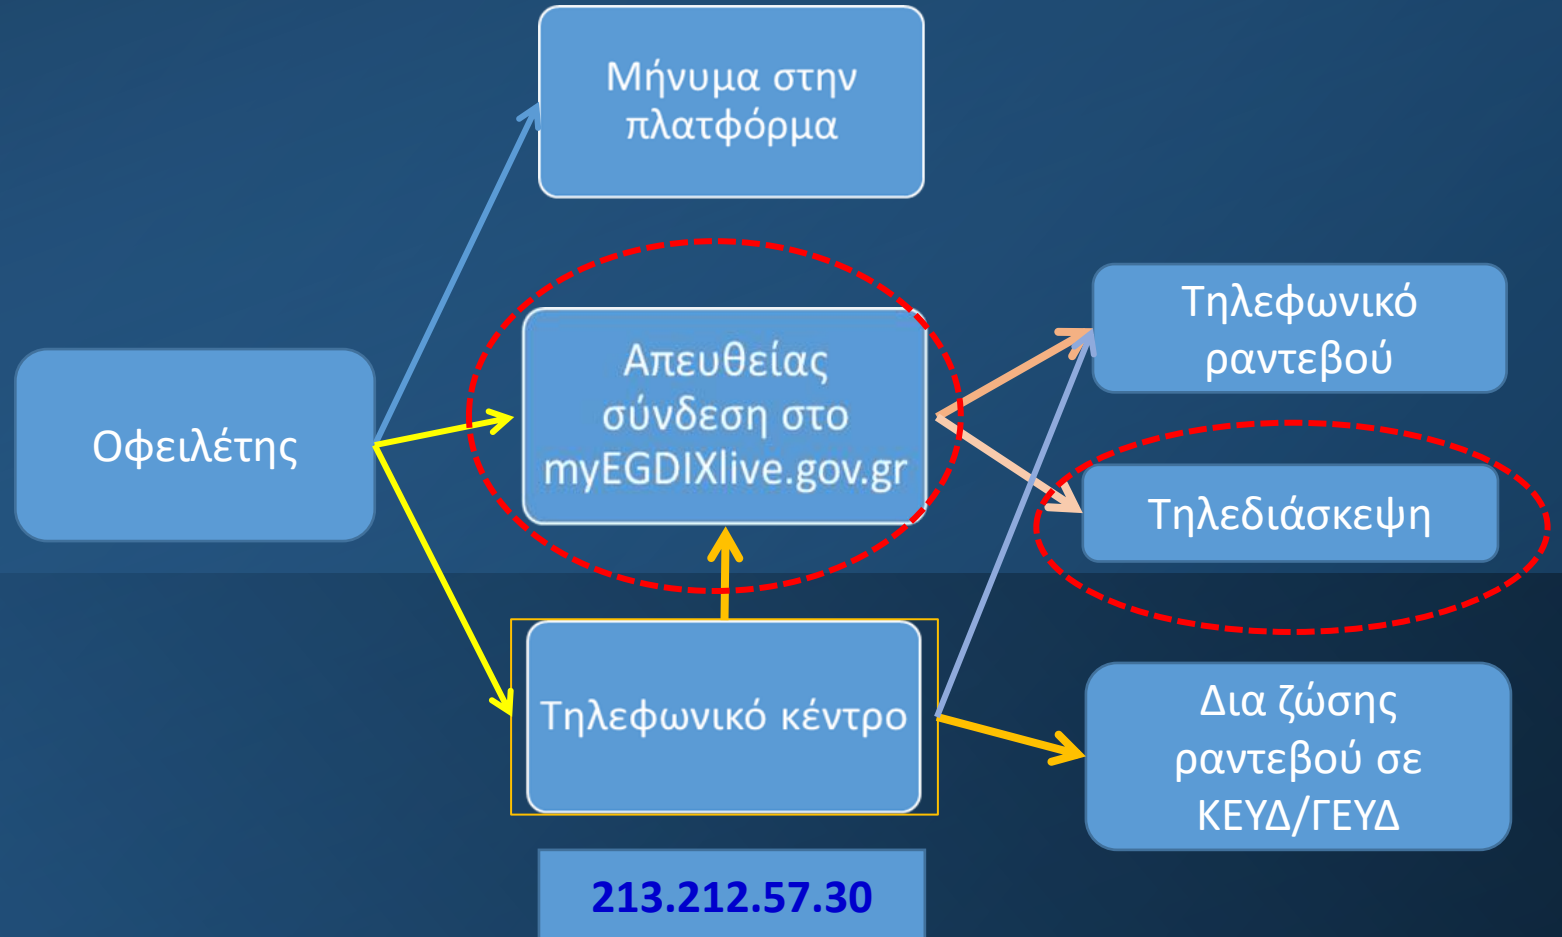 Μήνυμα στην
πλατφόρμα
Οφειλέτης
Απευθείας
σύνδεση στο
myEGDIXlive.gov.gr
Τηλεφωνικό
ραντεβού
Τηλεδιάσκεψη
Τηλεφωνικό κέντρο
Δια ζώσης
ραντεβού σε
ΚΕΥΔ/ΓΕΥΔ
213.212.57.30